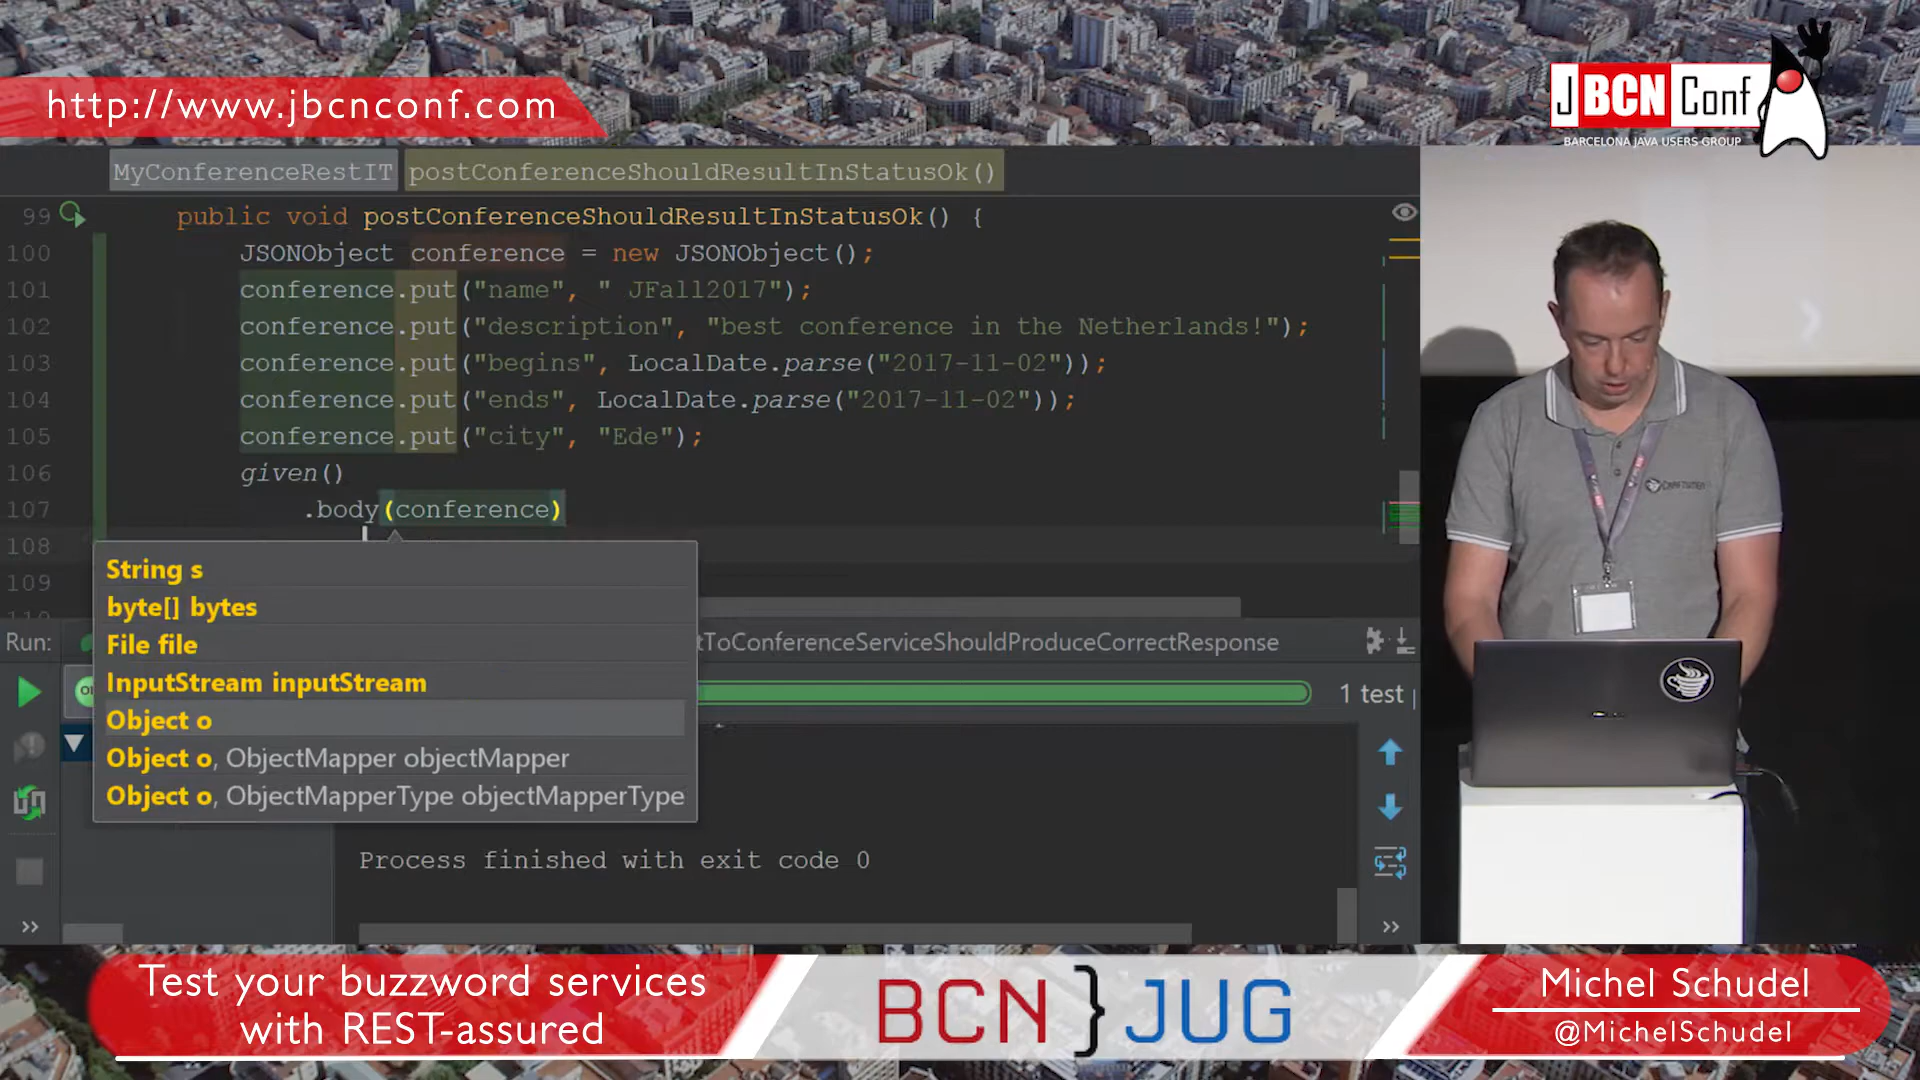 http://www.jbcnconf.com
JBCNConf
BARCELONA JAVA USERS GROUP
MyConferenceRestIT postConferenceShouldResultInStatusOk()
99 public void postConferenceShouldResultInStatusOk() {
100 JSONObject conference = new JSONObject();
101 conference.put("name", " JFall2017");
102 conference.put("description", "best conference in the Netherlands!");
103 conference.put("begins", LocalDate.parse("2017-11-02"));
104 conference.put("ends", LocalDate.parse("2017-11-02"));
105 conference.put("city", "Ede");
106 given()
107 .body(conference)
108
109
String s
byte[] bytes
File file
InputStream inputStream
Object o
Object o, ObjectMapper objectMapper
Object o, ObjectMapperType objectMapperType
Run: tToConferenceServiceShouldProduceCorrectResponse
1 test
Process finished with exit code 0
Test your buzzword services
with REST-assured
BCN}JUG
Michel Schudel
@MichelSchudel